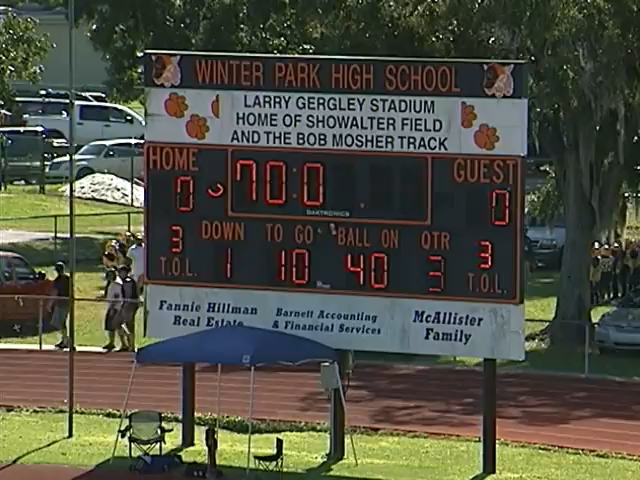 WINTER PARK HIGH SCHOOL
LARRY GERGLEY STADIUM
HOME OF SHOWALTER FIELD
AND THE BOB MOSHER TRACK
HOME 70:0 GUEST
0 0
DAKTRONICS
3 DOWN TO GO BALL ON QTR 3
T.O.L. 1 10 40 3 T.O.L.
Fannie Hillman
Real Estate
Barnett Accounting
& Financial Services
McAllister
Family